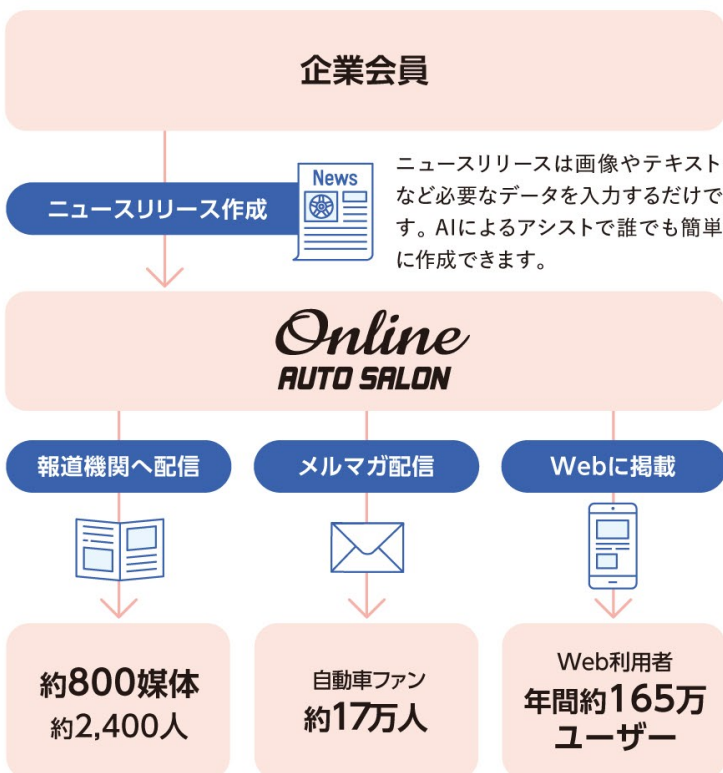 企業会員
ニュースリリース作成
News
ニュースリリースは画像やテキスト
など必要なデータを入力するだけで
す。AIによるアシストで誰でも簡単
に作成できます。
Online
AUTO SALON
報道機関へ配信
メルマガ配信
Webに掲載
約800媒体
約2,400人
自動車ファン
約17万人
Web利用者
年間約165万
ユーザー